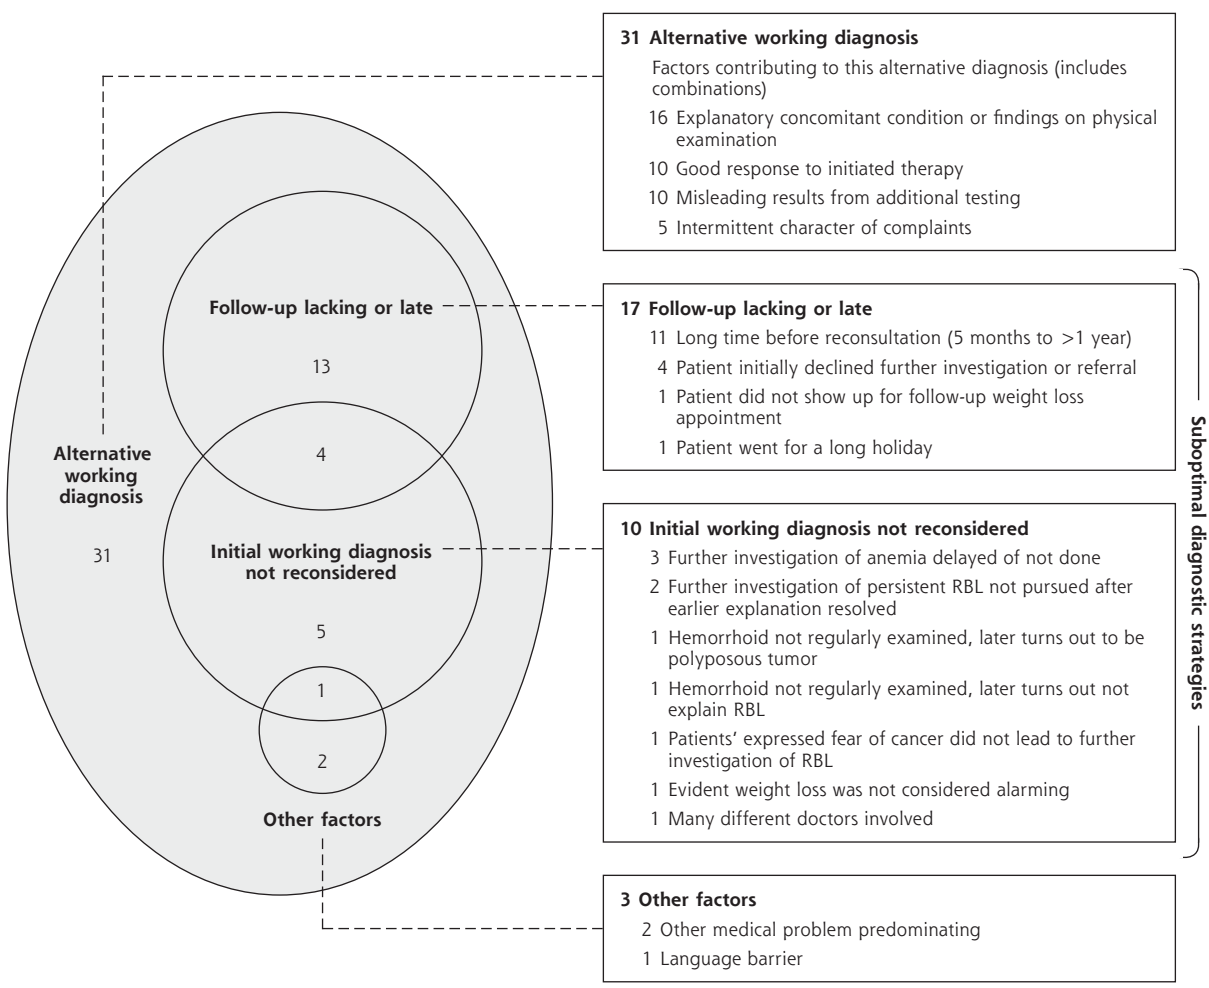 31 Alternative working diagnosis
Factors contributing to this alternative diagnosis (includes
combinations)
16 Explanatory concomitant condition or findings on physical
examination
10 Good response to initiated therapy
10 Misleading results from additional testing
5 Intermittent character of complaints
Follow-up lacking or late
13
4
Alternative
working
diagnosis
31
Initial working diagnosis
not reconsidered
5
1
2
Other factors
17 Follow-up lacking or late
11 Long time before reconsultation (5 months to >1 year)
4 Patient initially declined further investigation or referral
1 Patient did not show up for follow-up weight loss
appointment
1 Patient went for a long holiday
10 Initial working diagnosis not reconsidered
3 Further investigation of anemia delayed of not done
2 Further investigation of persistent RBL not pursued after
earlier explanation resolved
1 Hemorrhoid not regularly examined, later turns out to be
polyposous tumor
1 Hemorrhoid not regularly examined, later turns out not
explain RBL
1 Patients‘ expressed fear of cancer did not lead to further
investigation of RBL
1 Evident weight loss was not considered alarming
1 Many different doctors involved
Suboptimal diagnostic strategies
3 Other factors
2 Other medical problem predominating
1 Language barrier